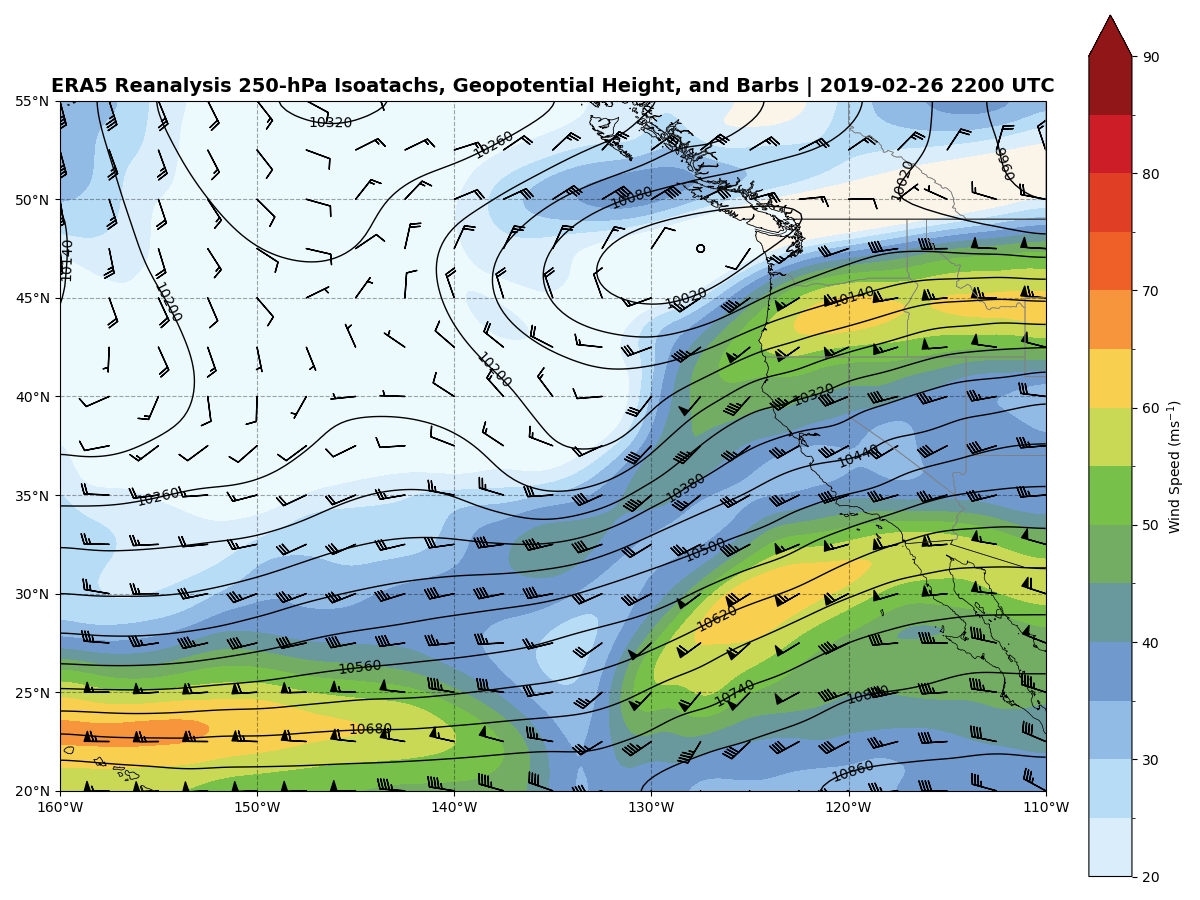 ERA5 Reanalysis 250-hPa Isoatachs, Geopotential Height, and Barbs | 2019-02-26 2200 UTC
90
80
70
60
50
40
30
20
Wind Speed (ms⁻¹)
55°N
50°N
45°N
40°N
35°N
30°N
25°N
20°N
160°W
150°W
140°W
130°W
120°W
110°W
10320
10260
9960
10020
10080
10140
10200
10020
10140
10200
10320
10440
10380
10260
10500
10620
10560
10740
10680
10860